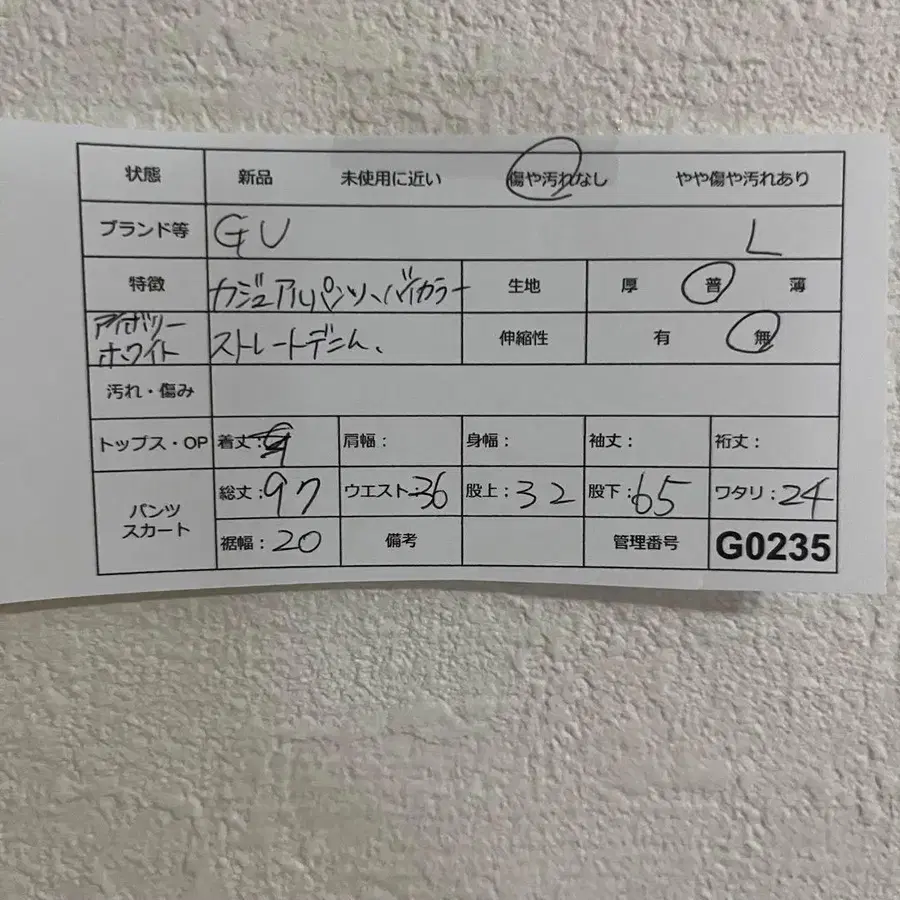 状態 新品 未使用に近い 傷や汚れなし やや傷や汚れあり
ブランド等 GU L
特徴 カジュアルパンツ、バイカラー 生地 厚 普 薄
アイボリーホワイト ストレートデニム、 伸縮性 有 無
汚れ・傷み
トップス・OP 着丈: 肩幅: 身幅: 袖丈: 裄丈:
パンツ スカート 総丈:97 ウエスト:36 股上:32 股下:65 ワタリ:24
裾幅:20 備考 管理番号 G0235